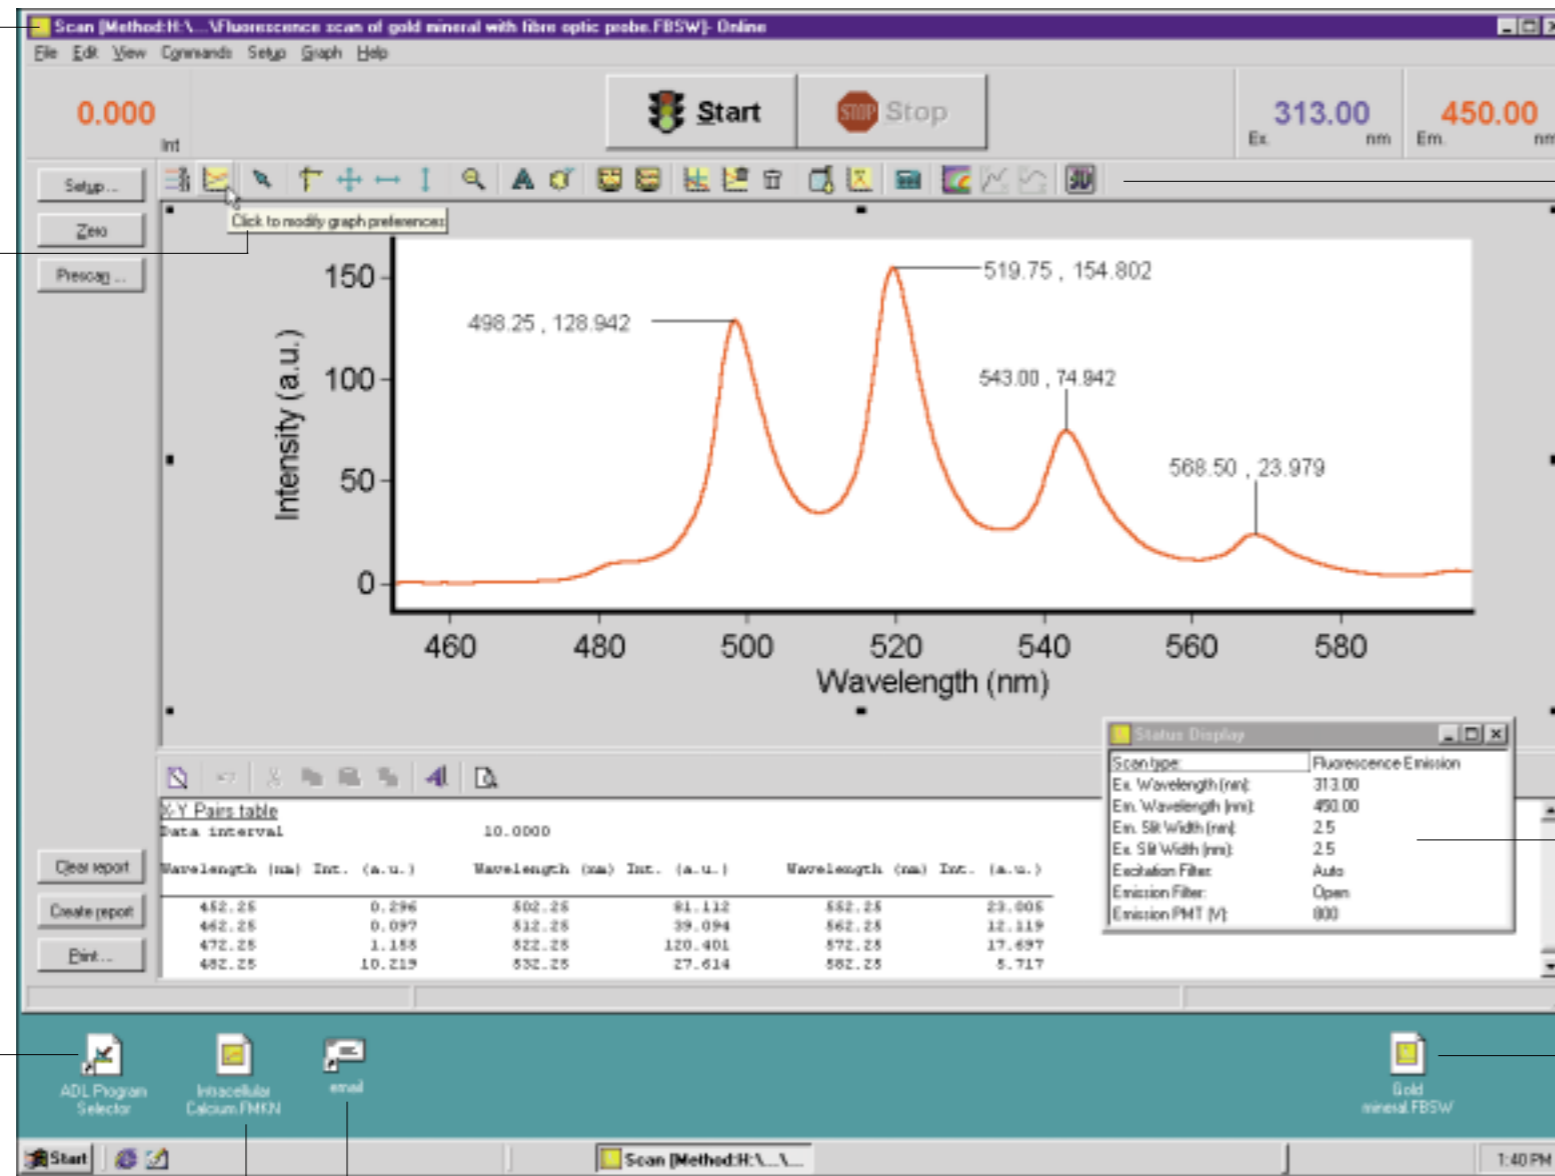 Scan [Method:H:\...\Fluorescence scan of gold mineral with fibre optic probe.FBSW]- Online
File Edit View Commands Setup Graph Help
0.000
Int
Start
STOP Stop
313.00
Ex. nm
450.00
Em. nm
Setup...
Zero
Prescan ...
3D
Click to modify graph preferences
150
100
50
0
Intensity (a.u.)
498.25 , 128.942
519.75 , 154.802
543.00 , 74.942
568.50 , 23.979
460 480 500 520 540 560 580
Wavelength (nm)
Status Display
Scan type: Fluorescence Emission
Ex. Wavelength (nm): 313.00
Em. Wavelength (nm): 450.00
Em. Slit Width (nm): 2.5
Ex. Slit Width (nm): 2.5
Excitation Filter: Auto
Emission Filter: Open
Emission PMT (V): 800
X-Y Pairs table
Data interval 10.0000
Wavelength (nm) Int. (a.u.) Wavelength (nm) Int. (a.u.) Wavelength (nm) Int. (a.u.)
452.25 0.296 502.25 81.112 552.25 23.005
462.25 0.097 512.25 39.094 562.25 12.119
472.25 1.155 522.25 120.401 572.25 17.697
482.25 10.219 532.25 27.614 582.25 5.717
Clear report
Create report
Print...
ADL Program
Selector
Intracellular
Calcium.FMKN
email
Gold
mineral.FBSW
Start
Scan [Method:H:\...\...
1:40 PM